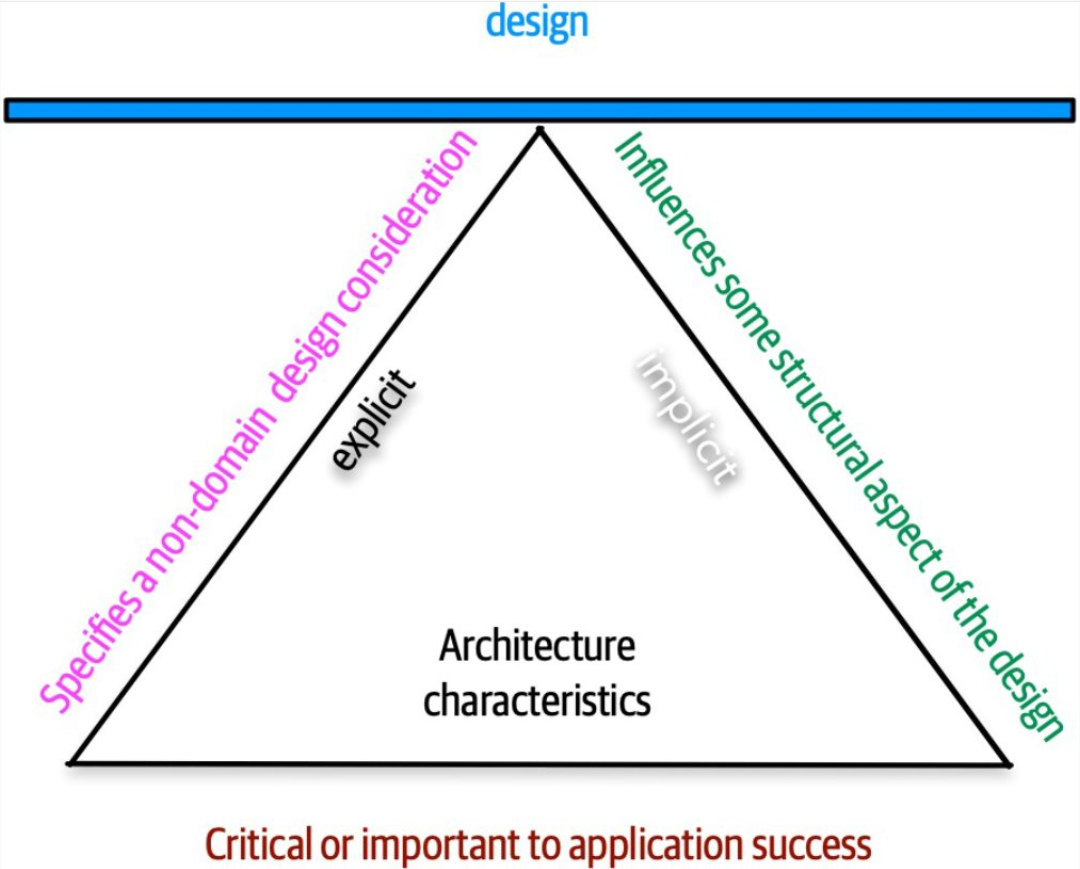 design
Specifies a non-domain design consideration
Influences some structural aspect of the design
explicit
implicit
Architecture
characteristics
Critical or important to application success